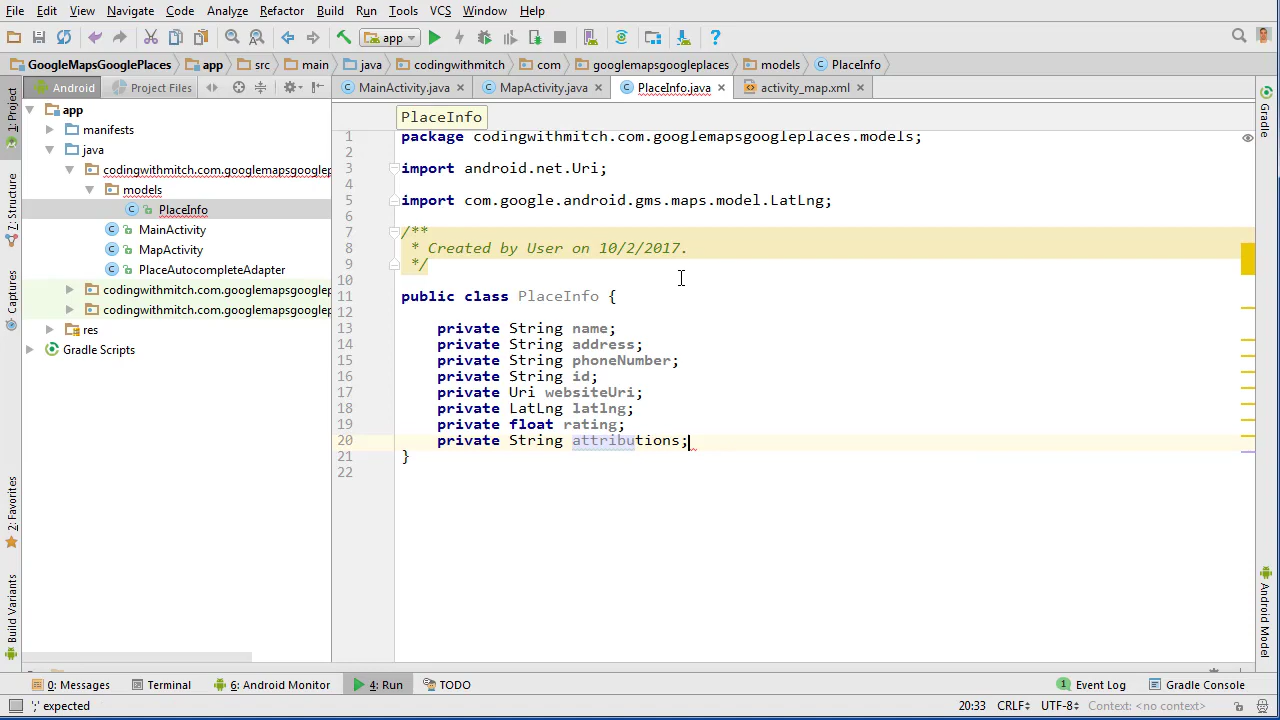 File Edit View Navigate Code Analyze Refactor Build Run Tools VCS Window Help
app
GoogleMapsGooglePlaces app src main java codingwithmitch com googlemapsgoogleplaces models PlaceInfo
Android Project Files MainActivity.java MapActivity.java PlaceInfo.java activity_map.xml
PlaceInfo
1: Project
7: Structure
Captures
2: Favorites
Build Variants
app
manifests
java
codingwithmitch.com.googlemapsgooglep
models
PlaceInfo
MainActivity
MapActivity
PlaceAutocompleteAdapter
codingwithmitch.com.googlemapsgooglep
codingwithmitch.com.googlemapsgooglep
res
Gradle Scripts
1 package codingwithmitch.com.googlemapsgoogleplaces.models;
2
3 import android.net.Uri;
4
5 import com.google.android.gms.maps.model.LatLng;
6
7 /**
8 * Created by User on 10/2/2017.
9 */
10
11 public class PlaceInfo {
12
13 private String name;
14 private String address;
15 private String phoneNumber;
16 private String id;
17 private Uri websiteUri;
18 private LatLng latlng;
19 private float rating;
20 private String attributions;
21 }
22
Gradle
Android Model
0: Messages Terminal 6: Android Monitor 4: Run TODO 1 Event Log Gradle Console
';' expected 20:33 CRLF UTF-8 Context: <no context>